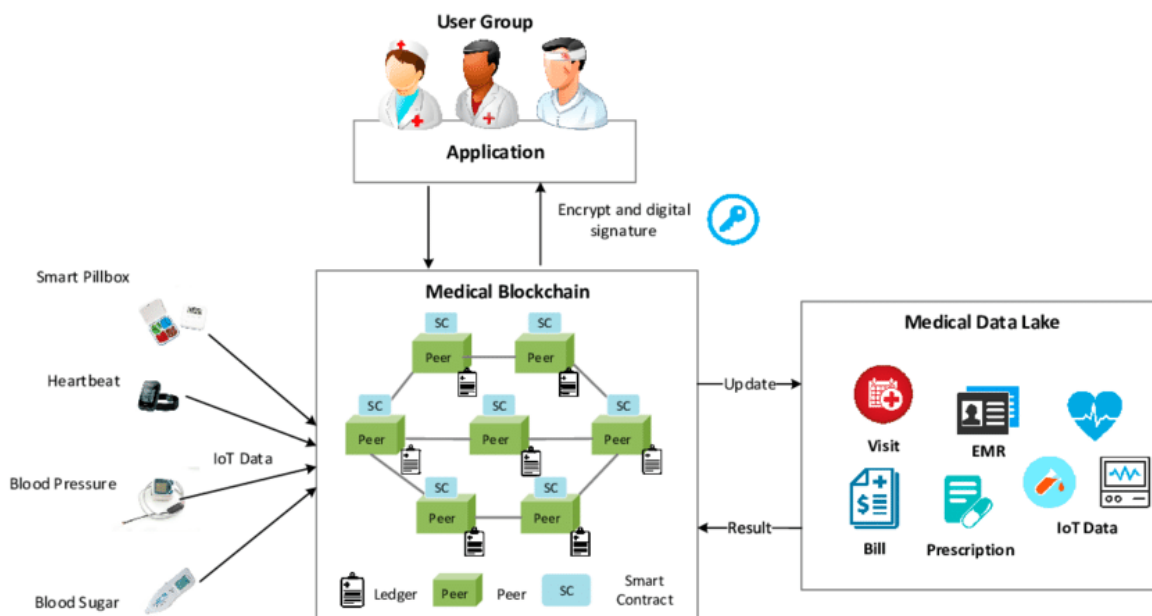 User Group
Application
Encrypt and digital
signature
Smart Pillbox
Heartbeat
IoT Data
Blood Pressure
Blood Sugar
Medical Blockchain
SC
SC
Peer
Peer
SC
SC
SC
Peer
Peer
Peer
SC
SC
Peer
Peer
Ledger
Peer
Peer
SC
Smart
Contract
Update
Result
Medical Data Lake
Visit
EMR
Bill
Prescription
IoT Data